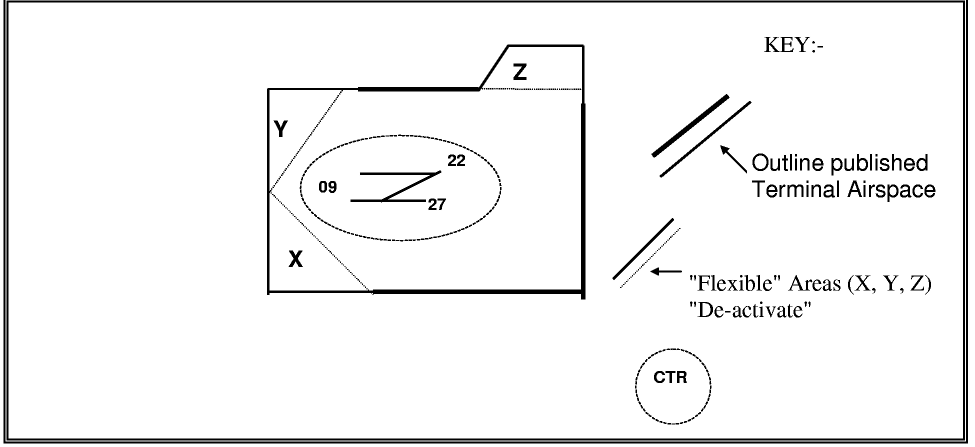 KEY:-
Z
Y
22
09
27
Outline published
Terminal Airspace
X
"Flexible" Areas (X, Y, Z)
"De-activate"
CTR